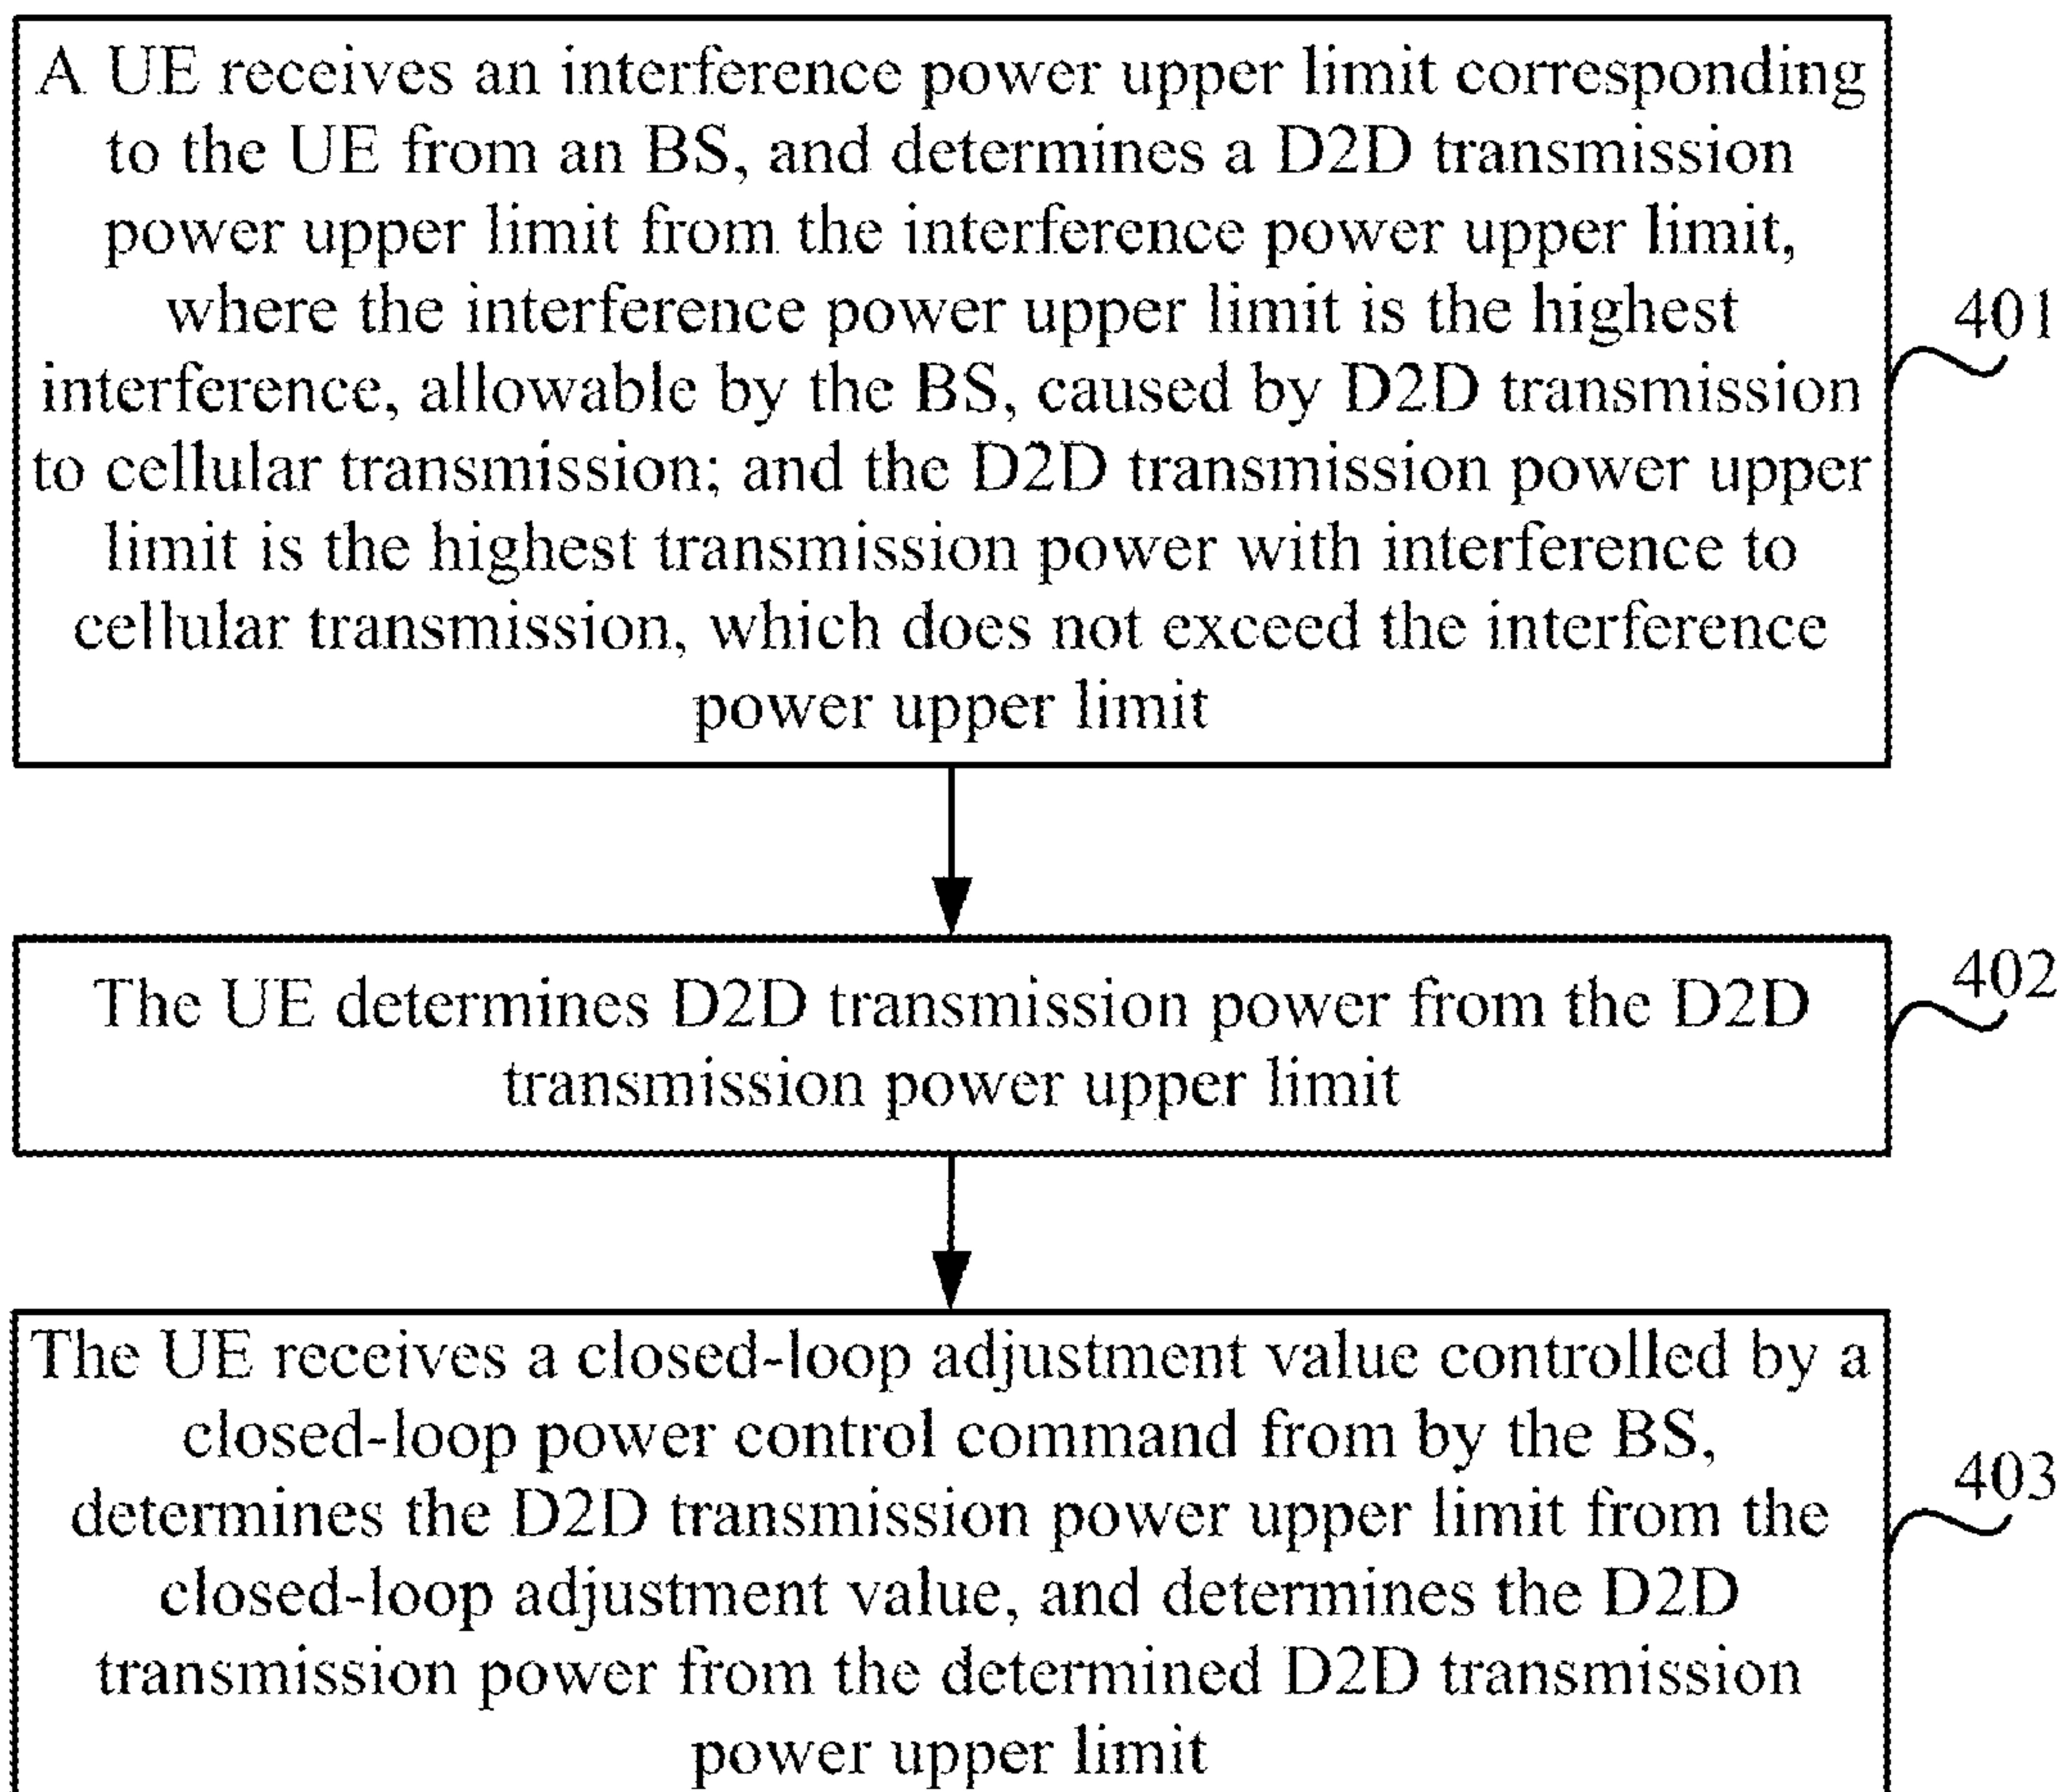 A UE receives an interference power upper limit corresponding
to the UE from an BS, and determines a D2D transmission
power upper limit from the interference power upper limit,
where the interference power upper limit is the highest
interference, allowable by the BS, caused by D2D transmission
to cellular transmission; and the D2D transmission power upper
limit is the highest transmission power with interference to
cellular transmission, which does not exceed the interference
power upper limit
401
The UE determines D2D transmission power from the D2D
transmission power upper limit
402
The UE receives a closed-loop adjustment value controlled by a
closed-loop power control command from by the BS,
determines the D2D transmission power upper limit from the
closed-loop adjustment value, and determines the D2D
transmission power from the determined D2D transmission
power upper limit
403